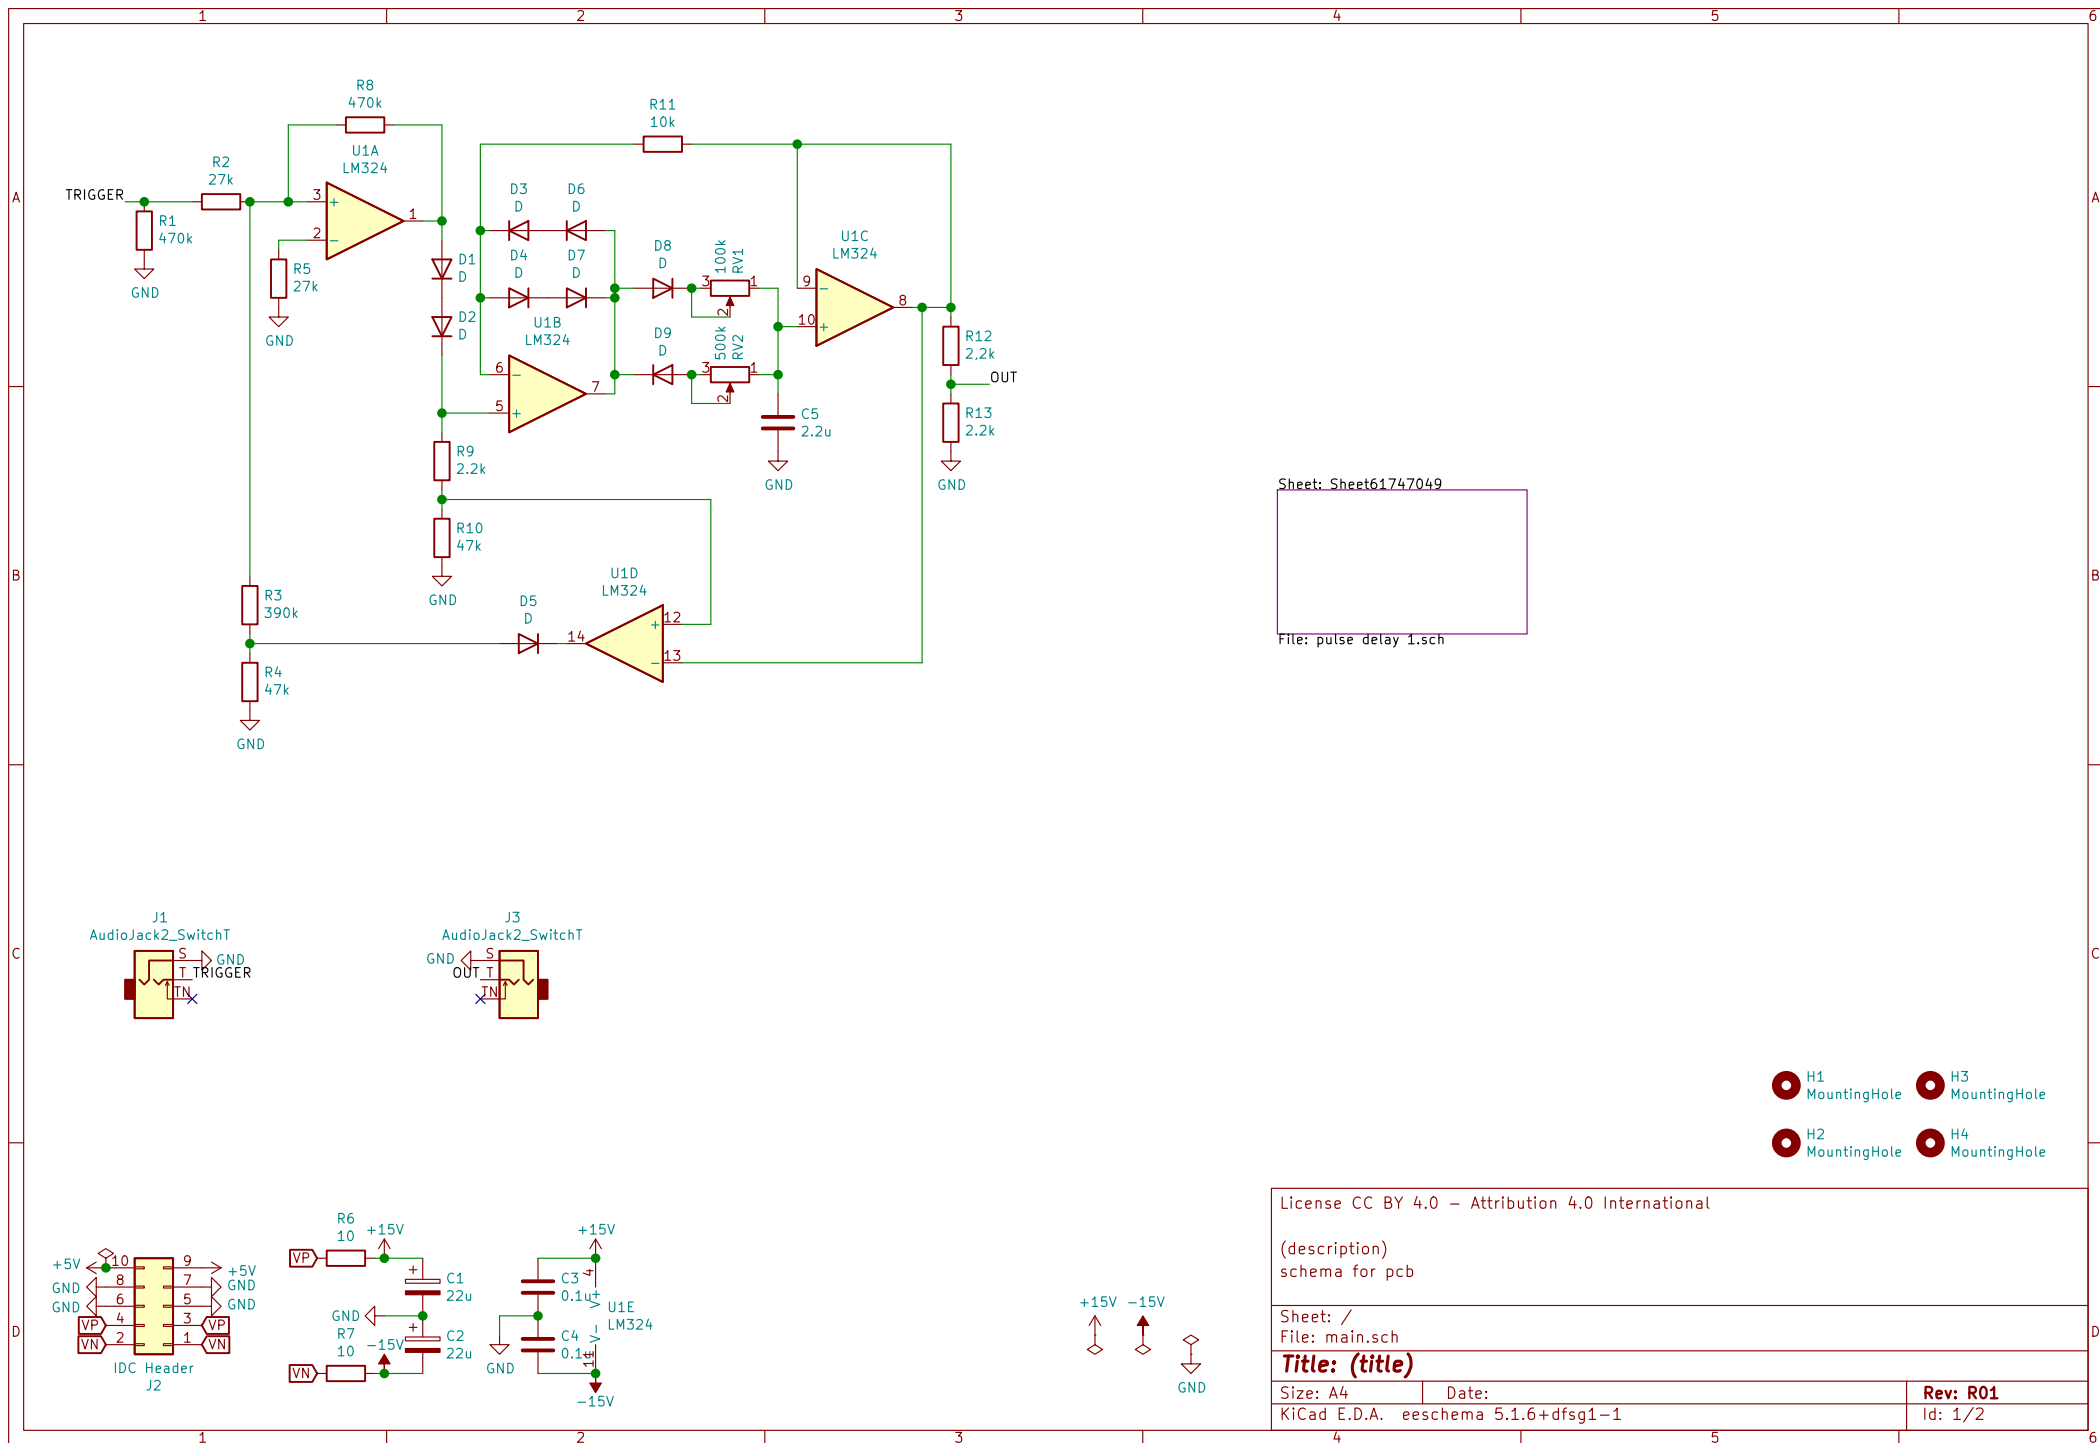 1 2 3 4 5 6
A
B
C
D
A
B
C
D
1 2 3 4 5 6
TRIGGER
R1
470k
GND
R2
27k
R8
470k
U1A
LM324
3
+
2
−
1
R5
27k
GND
D1
D
D2
D
R11
10k
D3
D
D6
D
D4
D
D7
D
U1B
LM324
6
−
5
+
7
D8
D
100k
RV1
3
1
2
D9
D
500k
RV2
3
1
2
U1C
LM324
9
−
10
+
8
C5
2.2u
GND
R12
2,2k
OUT
R13
2.2k
GND
R9
2.2k
R10
47k
GND
U1D
LM324
12
+
13
−
14
D5
D
R3
390k
R4
47k
GND
Sheet: Sheet61747049
File: pulse delay 1.sch
J1
AudioJack2_SwitchT
S
GND
T
TRIGGER
TN
J3
AudioJack2_SwitchT
GND
S
OUT
T
TN
H1
MountingHole
H3
MountingHole
H2
MountingHole
H4
MountingHole
+5V
10
9
+5V
GND
8
7
GND
GND
6
5
GND
VP
4
3
VP
VN
2
1
VN
IDC Header
J2
R6
10
VP
+15V
+
C1
22u
GND
+
C2
22u
R7
10
VN
−15V
+15V
C3
0.1u
4
V+
U1E
LM324
C4
0.1u
V−
11
GND
−15V
+15V
−15V
GND
License CC BY 4.0 − Attribution 4.0 International
(description)
schema for pcb
Sheet: /
File: main.sch
Title: (title)
Size: A4
Date:
Rev: R01
KiCad E.D.A. eeschema 5.1.6+dfsg1−1
Id: 1/2